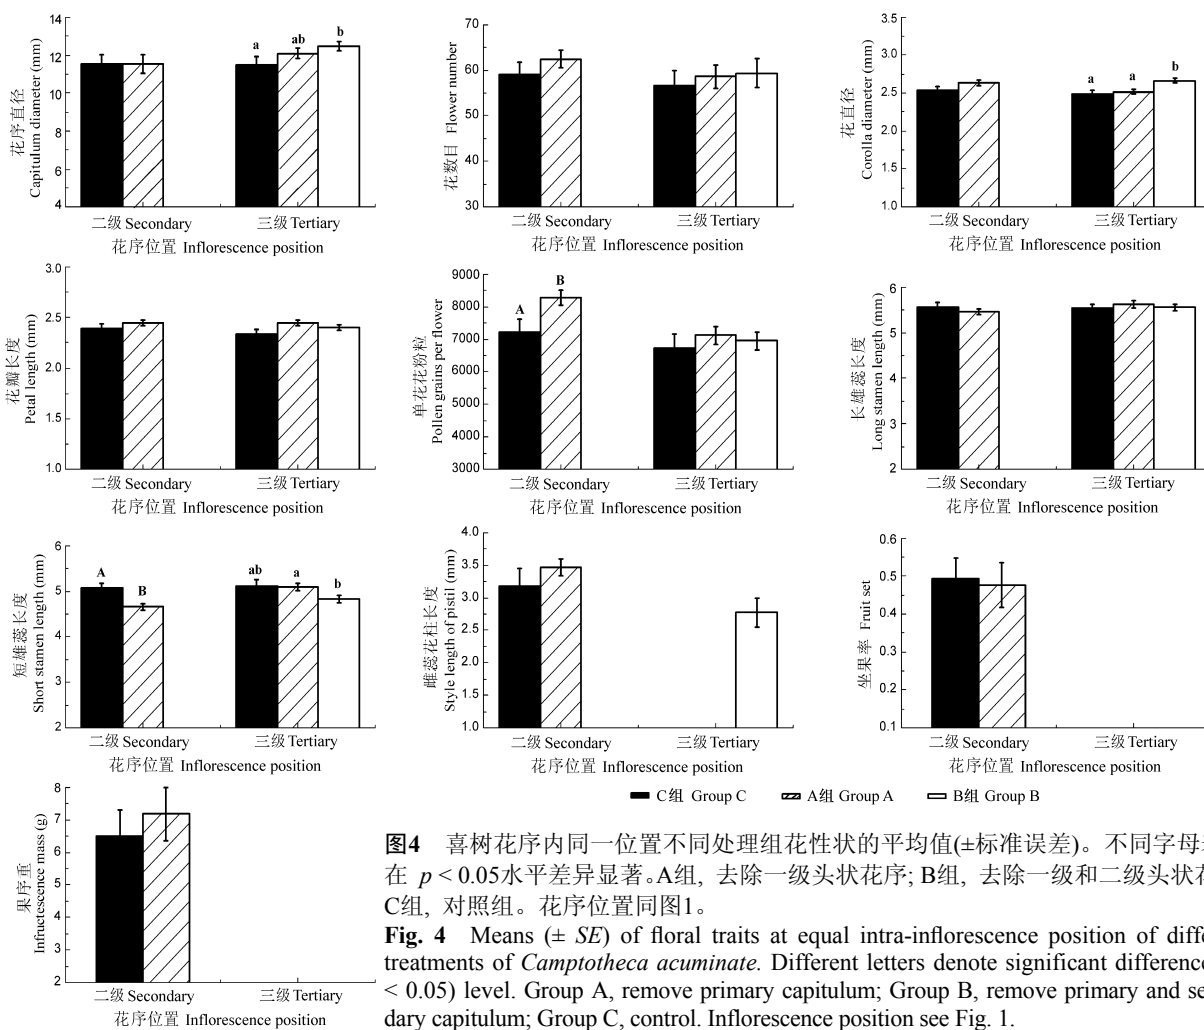 花序直径
Capitulum diameter (mm)
14
12
10
8
6
4
a
ab
b
二级 Secondary
三级 Tertiary
花序位置 Inflorescence position
花数目 Flower number
70
60
50
40
30
二级 Secondary
三级 Tertiary
花序位置 Inflorescence position
花直径
Corolla diameter (mm)
3.5
3.0
2.5
2.0
1.5
1.0
a
a
b
二级 Secondary
三级 Tertiary
花序位置 Inflorescence position
花瓣长度
Petal length (mm)
3.0
2.5
2.0
1.5
1.0
二级 Secondary
三级 Tertiary
花序位置 Inflorescence position
单花花粉粒
Pollen grains per flower
9000
8000
7000
6000
5000
4000
3000
A
B
二级 Secondary
三级 Tertiary
花序位置 Inflorescence position
长雄蕊长度
Long stamen length (mm)
6
5
4
3
2
二级 Secondary
三级 Tertiary
花序位置 Inflorescence position
短雄蕊长度
Short stamen length (mm)
6
5
4
3
2
A
B
ab
a
b
二级 Secondary
三级 Tertiary
花序位置 Inflorescence position
雌蕊花柱长度
Style length of pistil (mm)
4.0
3.5
3.0
2.5
2.0
1.5
1.0
二级 Secondary
三级 Tertiary
花序位置 Inflorescence position
坐果率 Fruit set
0.5
0.4
0.3
0.2
0.1
二级 Secondary
三级 Tertiary
花序位置 Inflorescence position
果序重
Infructescence mass (g)
8
7
6
5
4
3
2
二级 Secondary
三级 Tertiary
花序位置 Inflorescence position
C组 Group C A组 Group A B组 Group B
图4 喜树花序内同一位置不同处理组花性状的平均值(±标准误差)。不同字母
在 p < 0.05水平差异显著。A组, 去除一级头状花序; B组, 去除一级和二级头状花
C组, 对照组。花序位置同图1。
Fig. 4 Means (± SE) of floral traits at equal intra-inflorescence position of diffe
treatments of Camptotheca acuminate. Different letters denote significant difference
< 0.05) level. Group A, remove primary capitulum; Group B, remove primary and se
dary capitulum; Group C, control. Inflorescence position see Fig. 1.